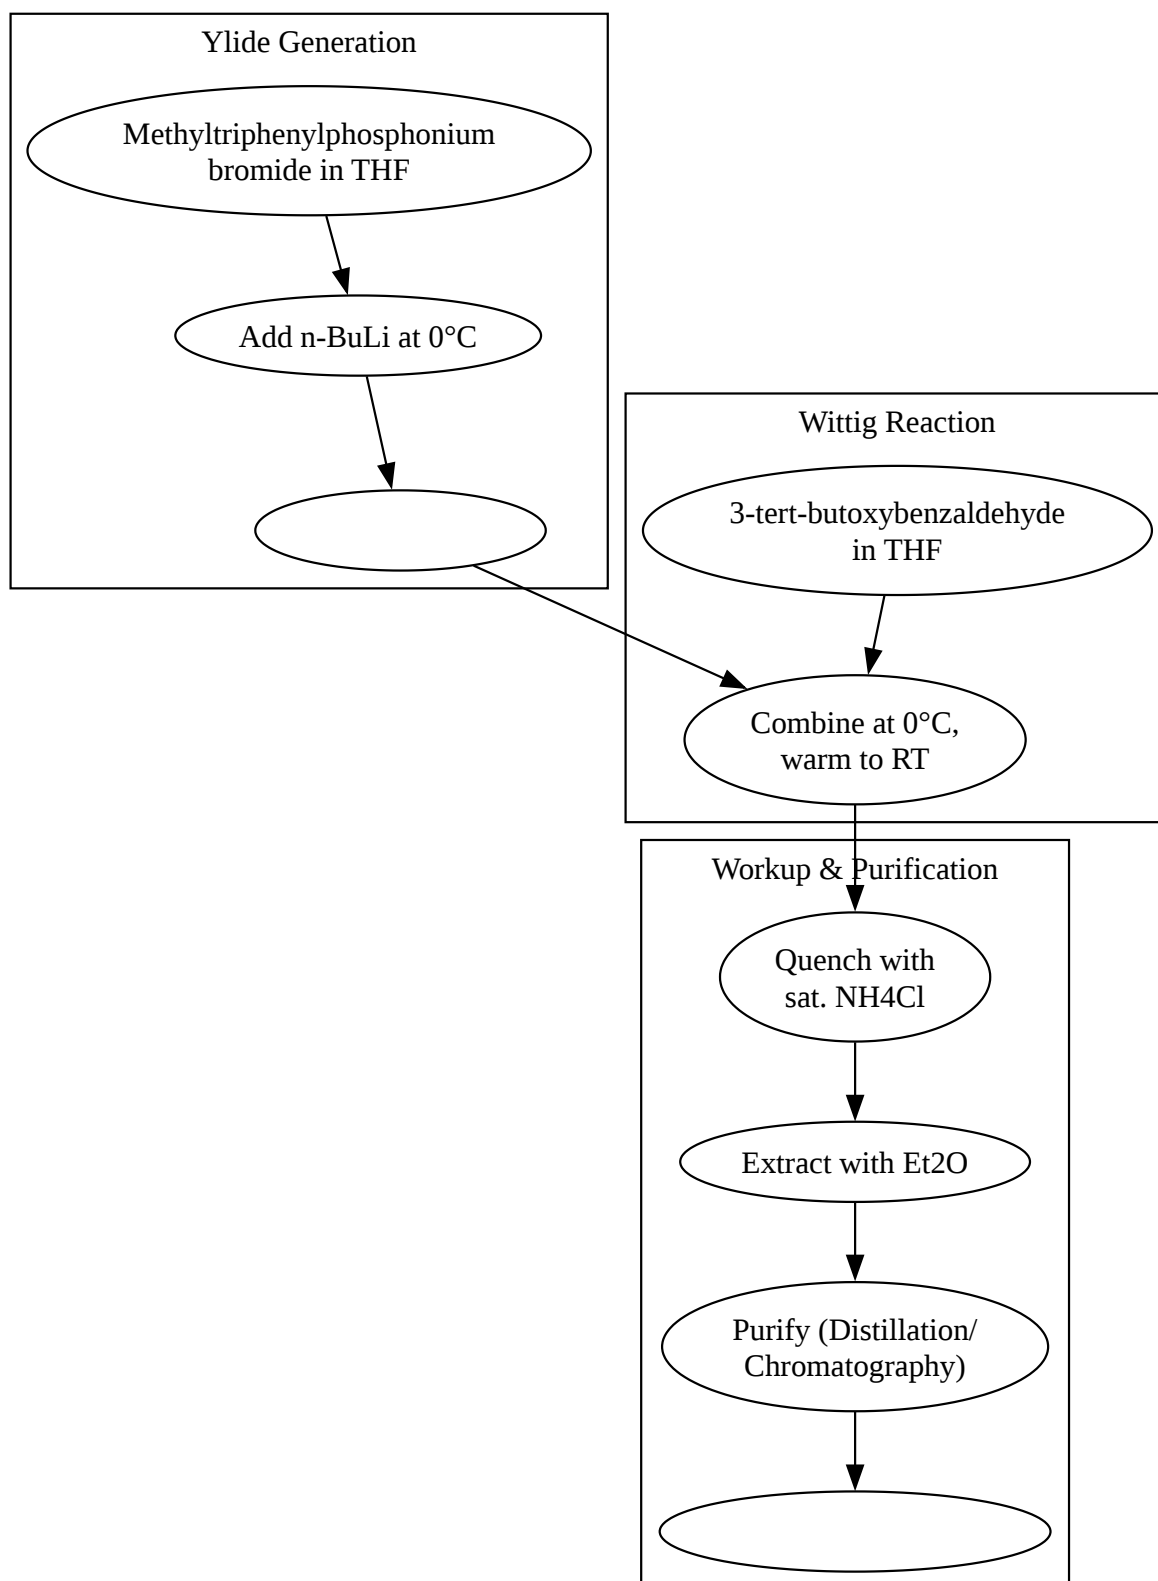 Ylide Generation
Methyltriphenylphosphonium
bromide in THF
Add n-BuLi at 0°C
Wittig Reaction
3-tert-butoxybenzaldehyde
in THF
Combine at 0°C,
warm to RT
Workup & Purification
Quench with
sat. NH4Cl
Extract with Et2O
Purify (Distillation/
Chromatography)